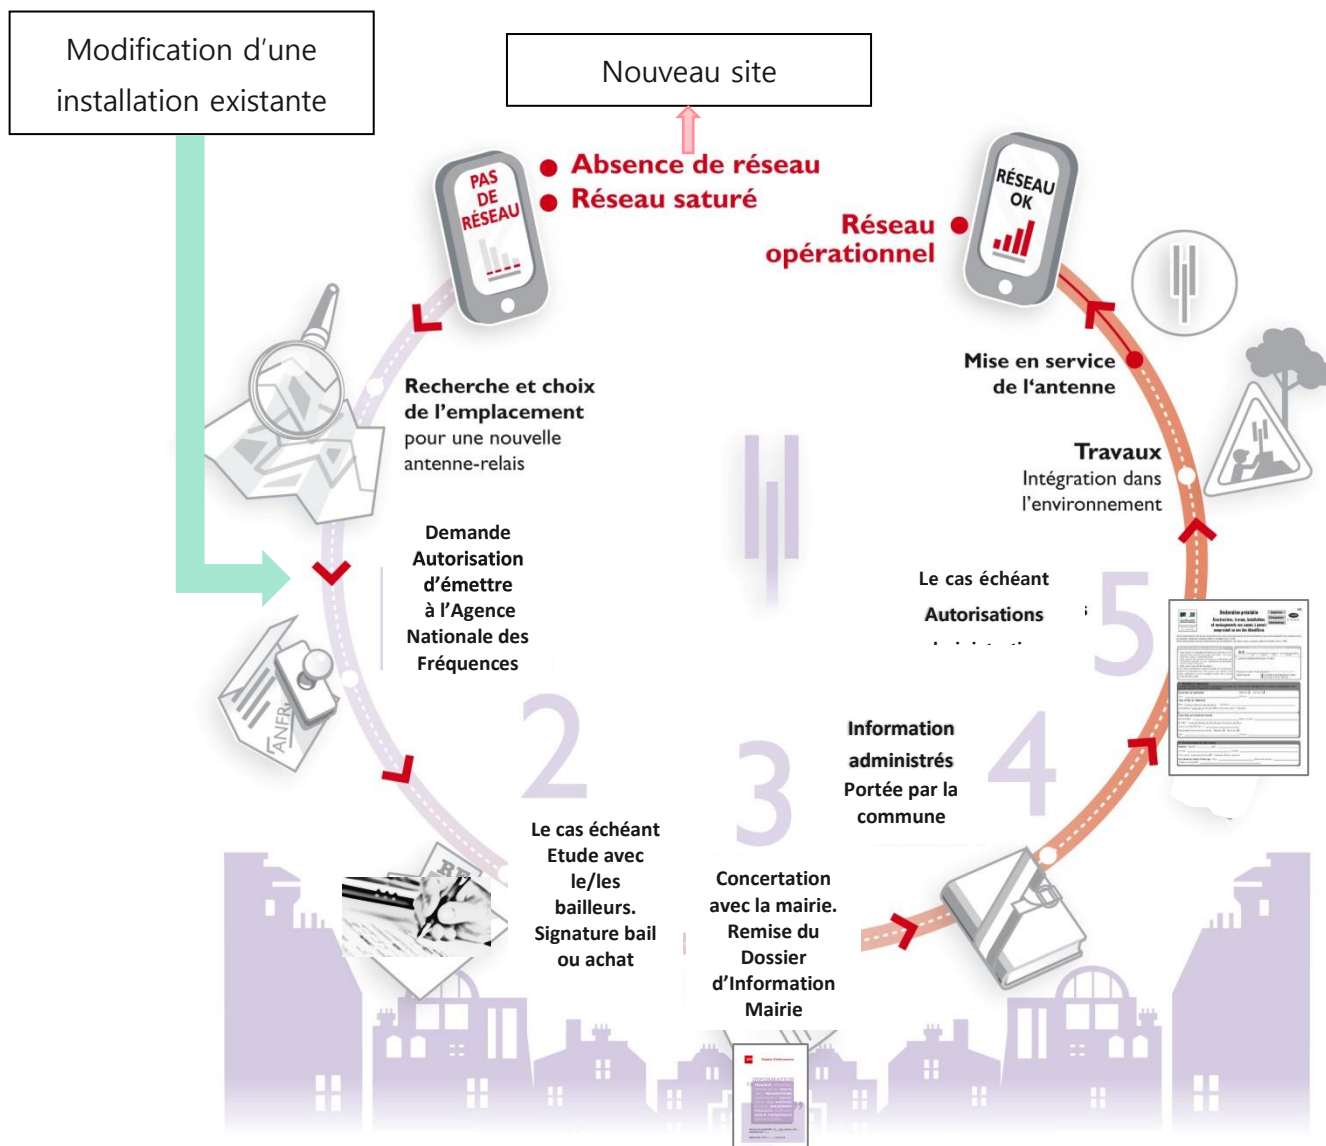 Modification d'une
installation existante
Nouveau site
PAS
DE
RÉSEAU
Absence de réseau
Réseau saturé
RÉSEAU
OK
Réseau
opérationnel
Recherche et choix
de l'emplacement
pour une nouvelle
antenne-relais
Mise en service
de l'antenne
Travaux
Intégration dans
l'environnement
Demande
Autorisation
d'émettre
à l'Agence
Nationale des
Fréquences
ANFR
Le cas échéant
Autorisations
5
Déclaration préalable
2
Le cas échéant
Etude avec
le/les
bailleurs.
Signature bail
ou achat
3
Concertation
avec la mairie.
Remise du
Dossier
d'Information
Mairie
4
Information
administrés
Portée par la
commune